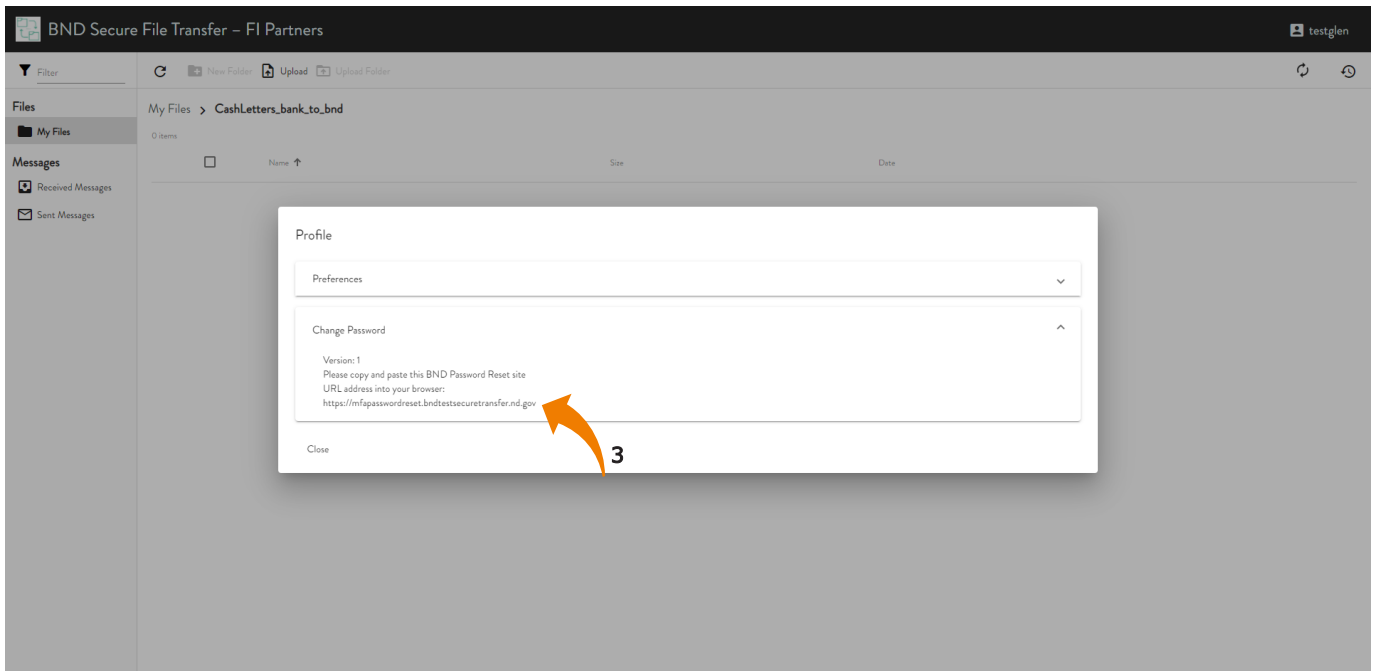 BND Secure File Transfer – FI Partners
testglen
Filter
New Folder
Upload
Upload Folder
Files
My Files
Messages
Received Messages
Sent Messages
My Files > CashLetters_bank_to_bnd
0 items
Name
Size
Date
Profile
Preferences
Change Password
Version: 1
Please copy and paste this BND Password Reset site
URL address into your browser:
https://mfapasswordreset.bndtestsecuretransfer.nd.gov
3
Close